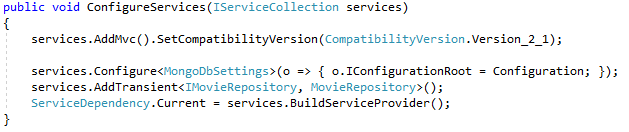 public void ConfigureServices(IServiceCollection services)
{
    services.AddMvc().SetCompatibilityVersion(CompatibilityVersion.Version_2_1);
    services.Configure<MongoDbSettings>(o => { o.IConfigurationRoot = Configuration; });
    services.AddTransient<IMovieRepository, MovieRepository>();
    ServiceDependency.Current = services.BuildServiceProvider();
}